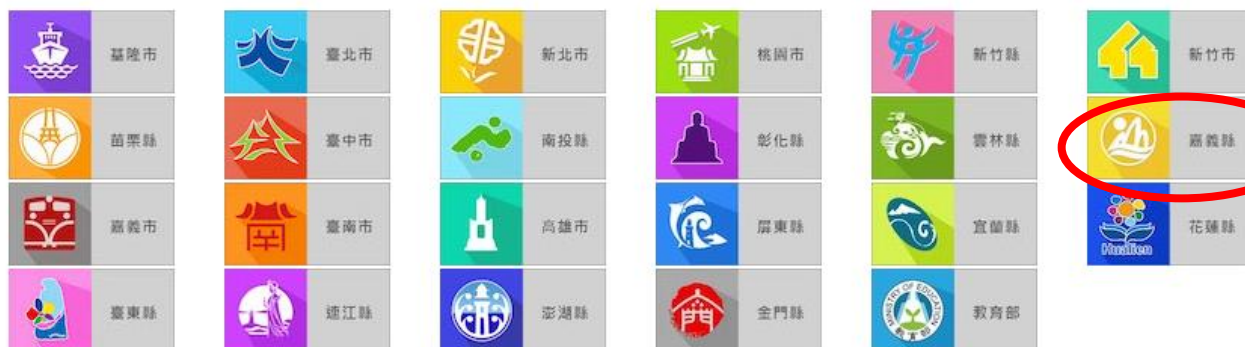 基隆市 臺北市 新北市 桃園市 新竹縣 新竹市
苗栗縣 臺中市 南投縣 彰化縣 雲林縣 嘉義縣
嘉義市 臺南市 高雄市 屏東縣 宜蘭縣 花蓮縣
Hualien
臺東縣 連江縣 澎湖縣 金門縣 教育部
MINISTRY OF EDUCATION
教育部